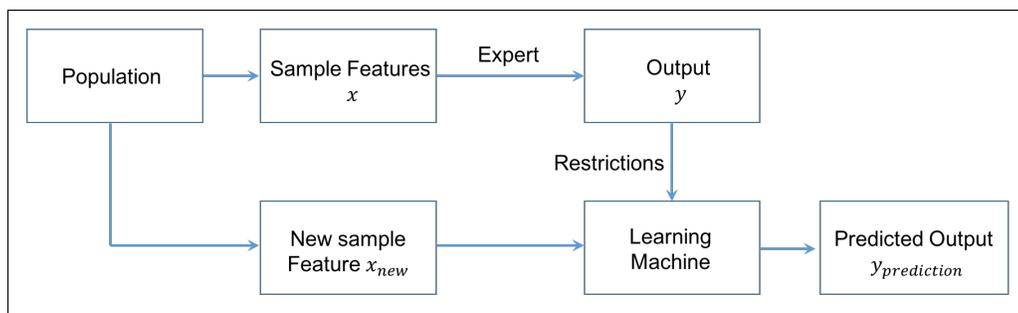 Population
Sample Features
x
Expert
Output
y
Restrictions
New sample
Feature x_new
Learning
Machine
Predicted Output
y_prediction